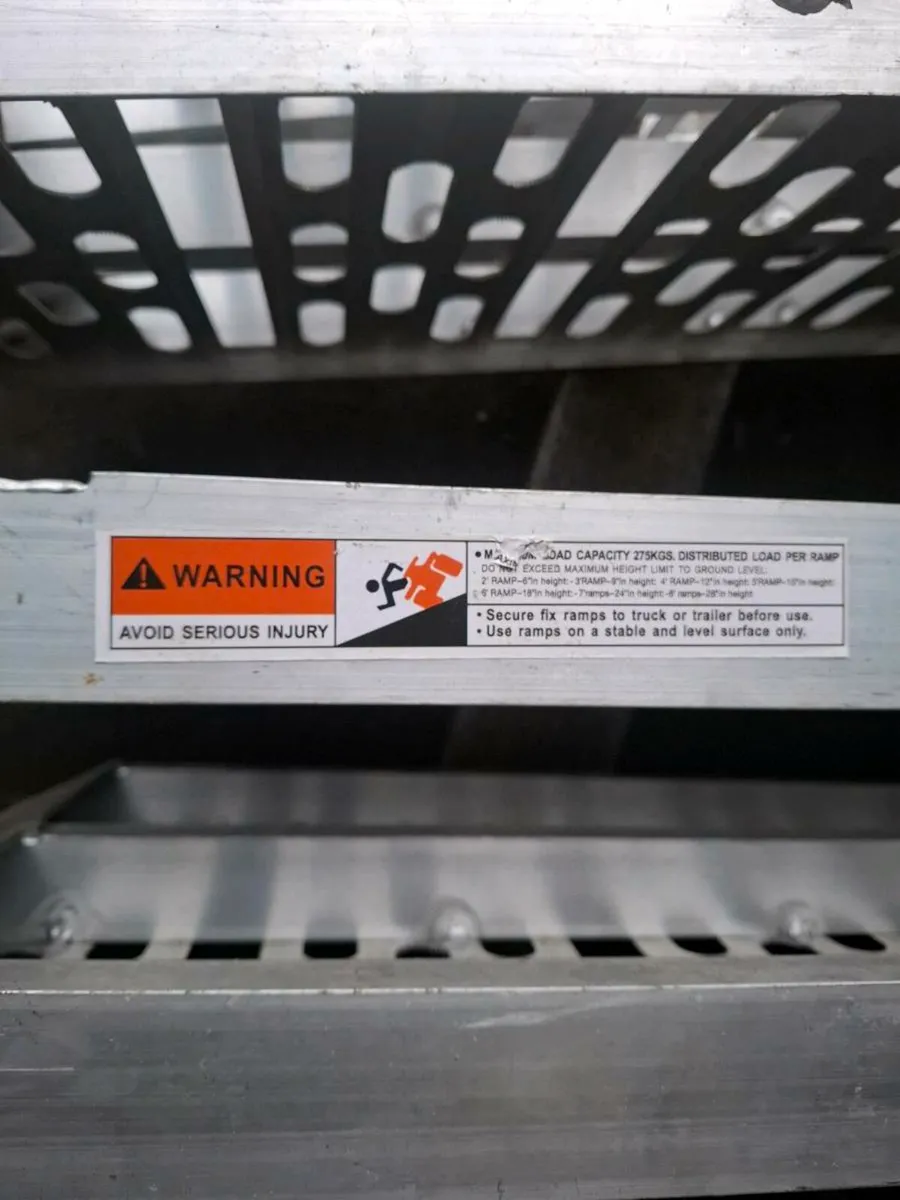 WARNING
AVOID SERIOUS INJURY
• LOAD CAPACITY 275KGS. DISTRIBUTED LOAD PER RAMP
DO NOT EXCEED MAXIMUM HEIGHT LIMIT TO GROUND LEVEL:
2' RAMP-6"in height:- 3'RAMP-9"in height: 4' RAMP-12"in height: 5'RAMP-15"in height:
6' RAMP-18"in height:- 7'ramps-24"in height:-8' ramps-28"in height
• Secure fix ramps to truck or trailer before use.
• Use ramps on a stable and level surface only.